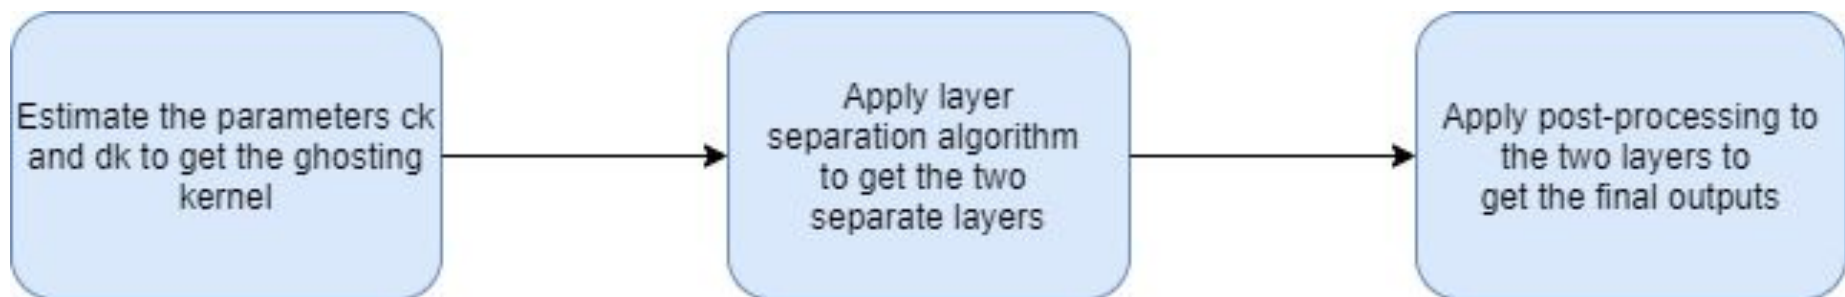 Estimate the parameters ck
and dk to get the ghosting
kernel
Apply layer
separation algorithm
to get the two
separate layers
Apply post-processing to
the two layers to
get the final outputs